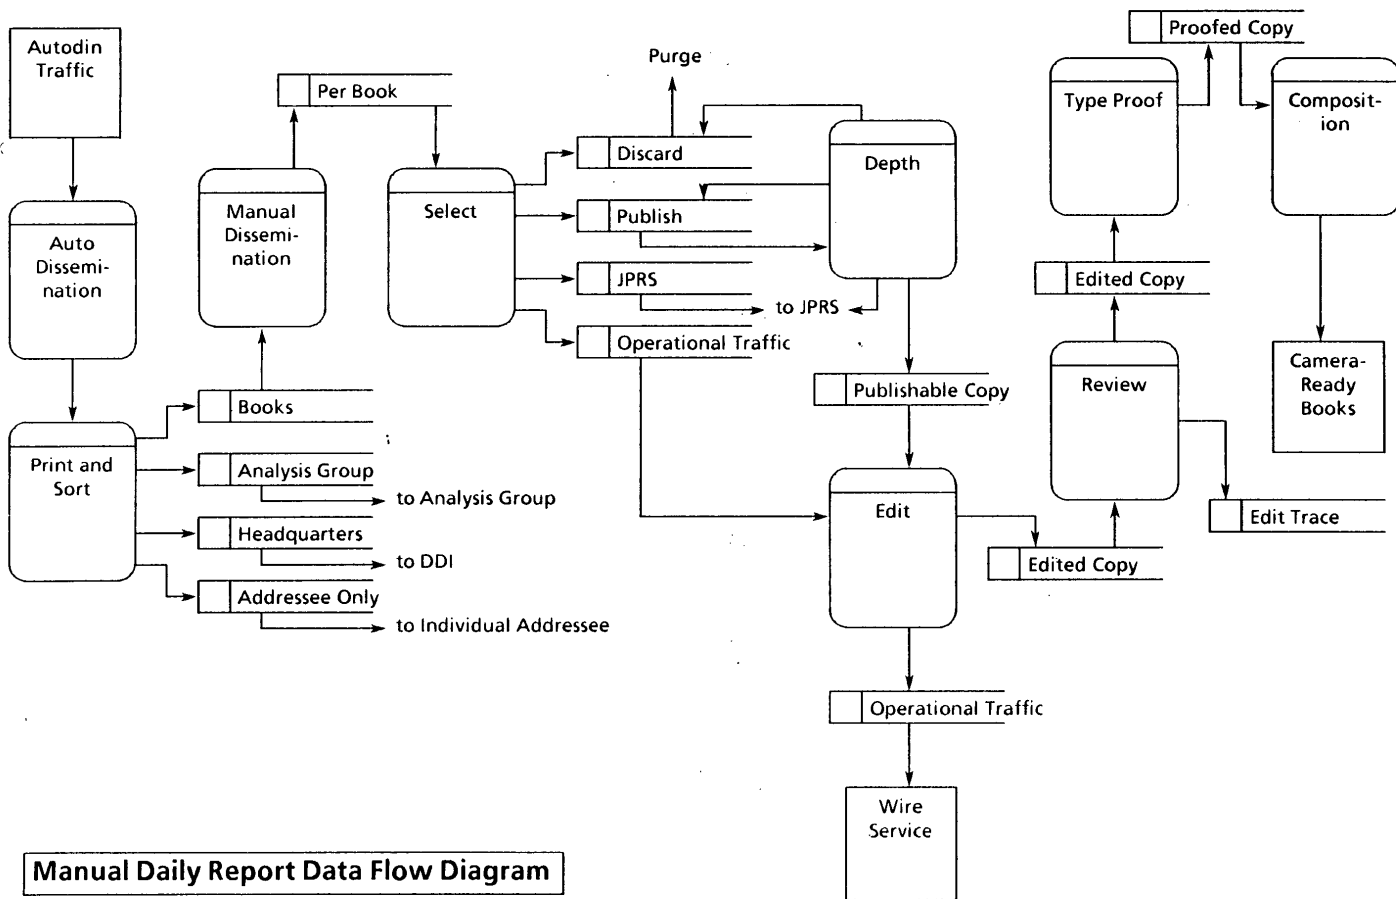 Autodin
Traffic
Auto
Dissemi-
nation
Print and
Sort
Books
Analysis Group
to Analysis Group
Headquarters
to DDI
Addressee Only
to Individual Addressee
Manual
Dissemi-
nation
Per Book
Select
Purge
Discard
Publish
JPRS
to JPRS
Operational Traffic
Depth
Publishable Copy
Edit
Edited Copy
Operational Traffic
Wire
Service
Review
Edit Trace
Edited Copy
Type Proof
Proofed Copy
Composit-
ion
Camera-
Ready
Books
Manual Daily Report Data Flow Diagram